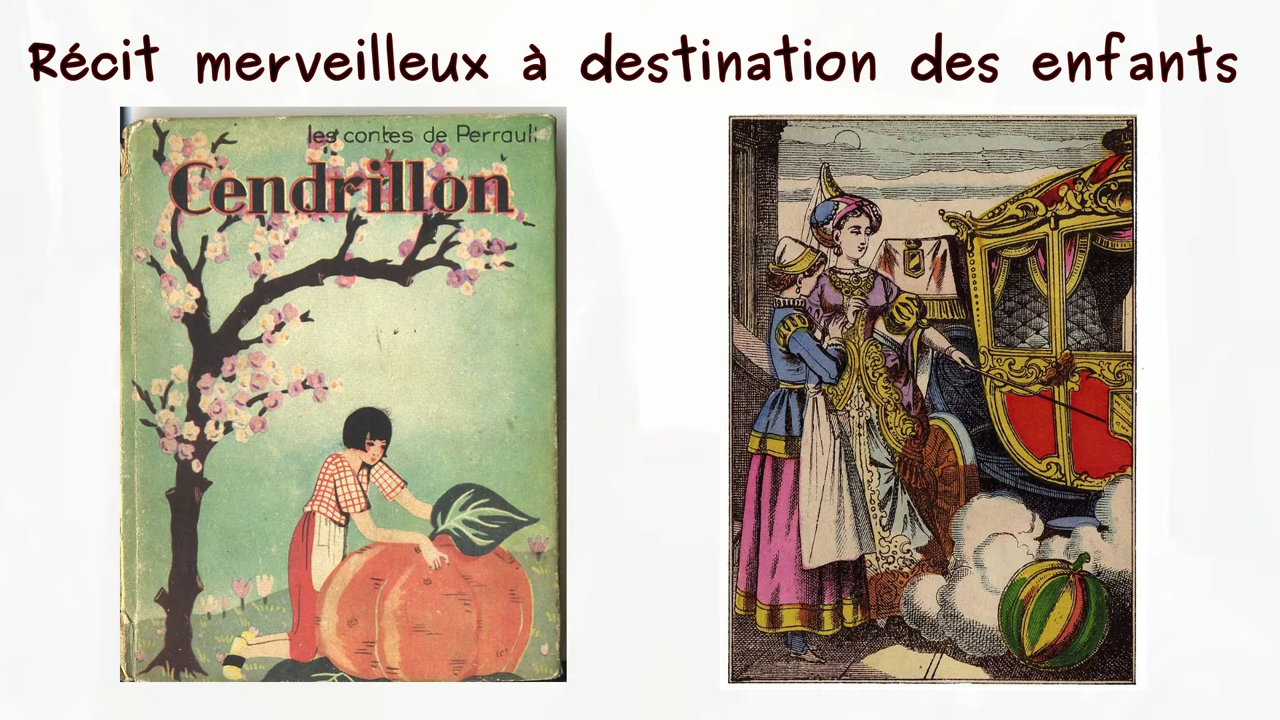 Récit merveilleux à destination des enfants
les contes de Perrault
Cendrillon